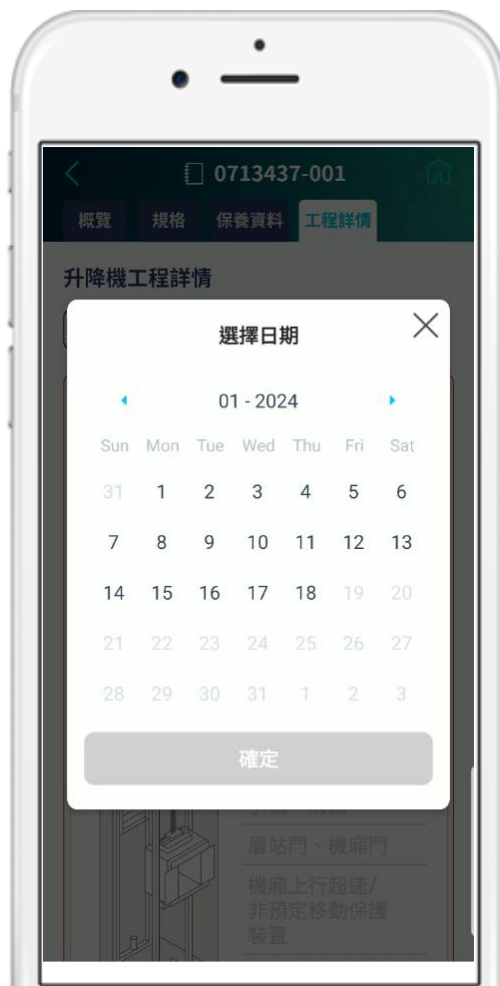 0713437-001
概覽 規格 保養資料 工程詳情
升降機工程詳情
選擇日期
01 - 2024
Sun Mon Tue Wed Thu Fri Sat
31 1 2 3 4 5 6
7 8 9 10 11 12 13
14 15 16 17 18 19 20
21 22 23 24 25 26 27
28 29 30 31 1 2 3
確定
層站門、機廂門
機廂上行超速/
非預定移動保護
裝置